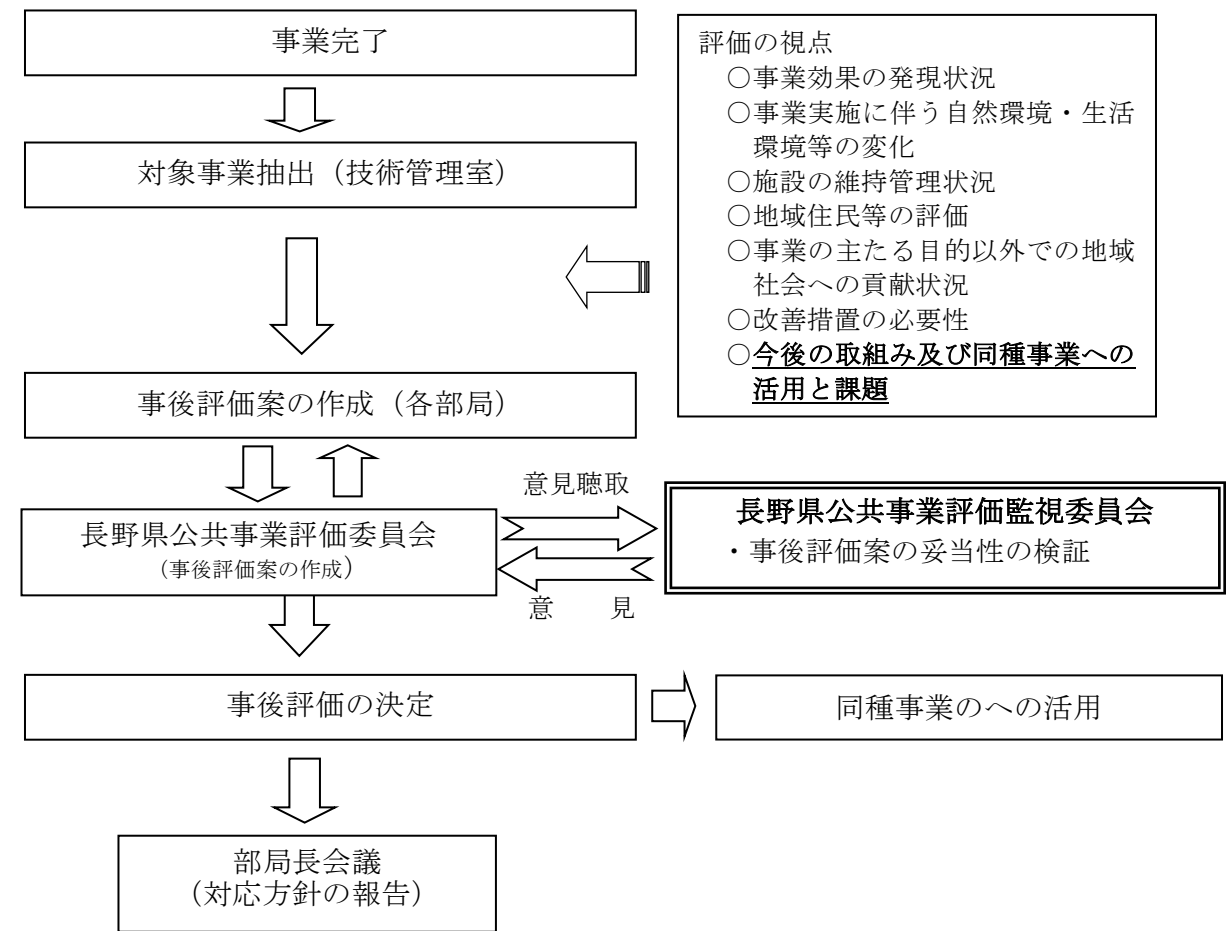 事業完了
対象事業抽出（技術管理室）
評価の視点
○事業効果の発現状況
○事業実施に伴う自然環境・生活
環境等の変化
○施設の維持管理状況
○地域住民等の評価
○事業の主たる目的以外での地域
社会への貢献状況
○改善措置の必要性
○今後の取組み及び同種事業への
活用と課題
事後評価案の作成（各部局）
意見聴取
長野県公共事業評価委員会
（事後評価案の作成）
長野県公共事業評価監視委員会
・事後評価案の妥当性の検証
意　見
事後評価の決定
同種事業のへの活用
部局長会議
（対応方針の報告）